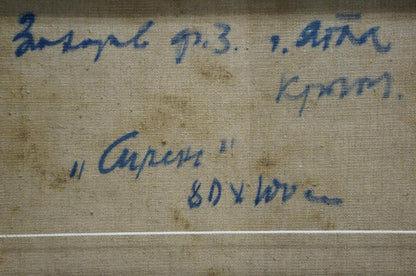 Захаров Ф.З. г. Ялта
Крым.
„Сирень"
80 х 100 см